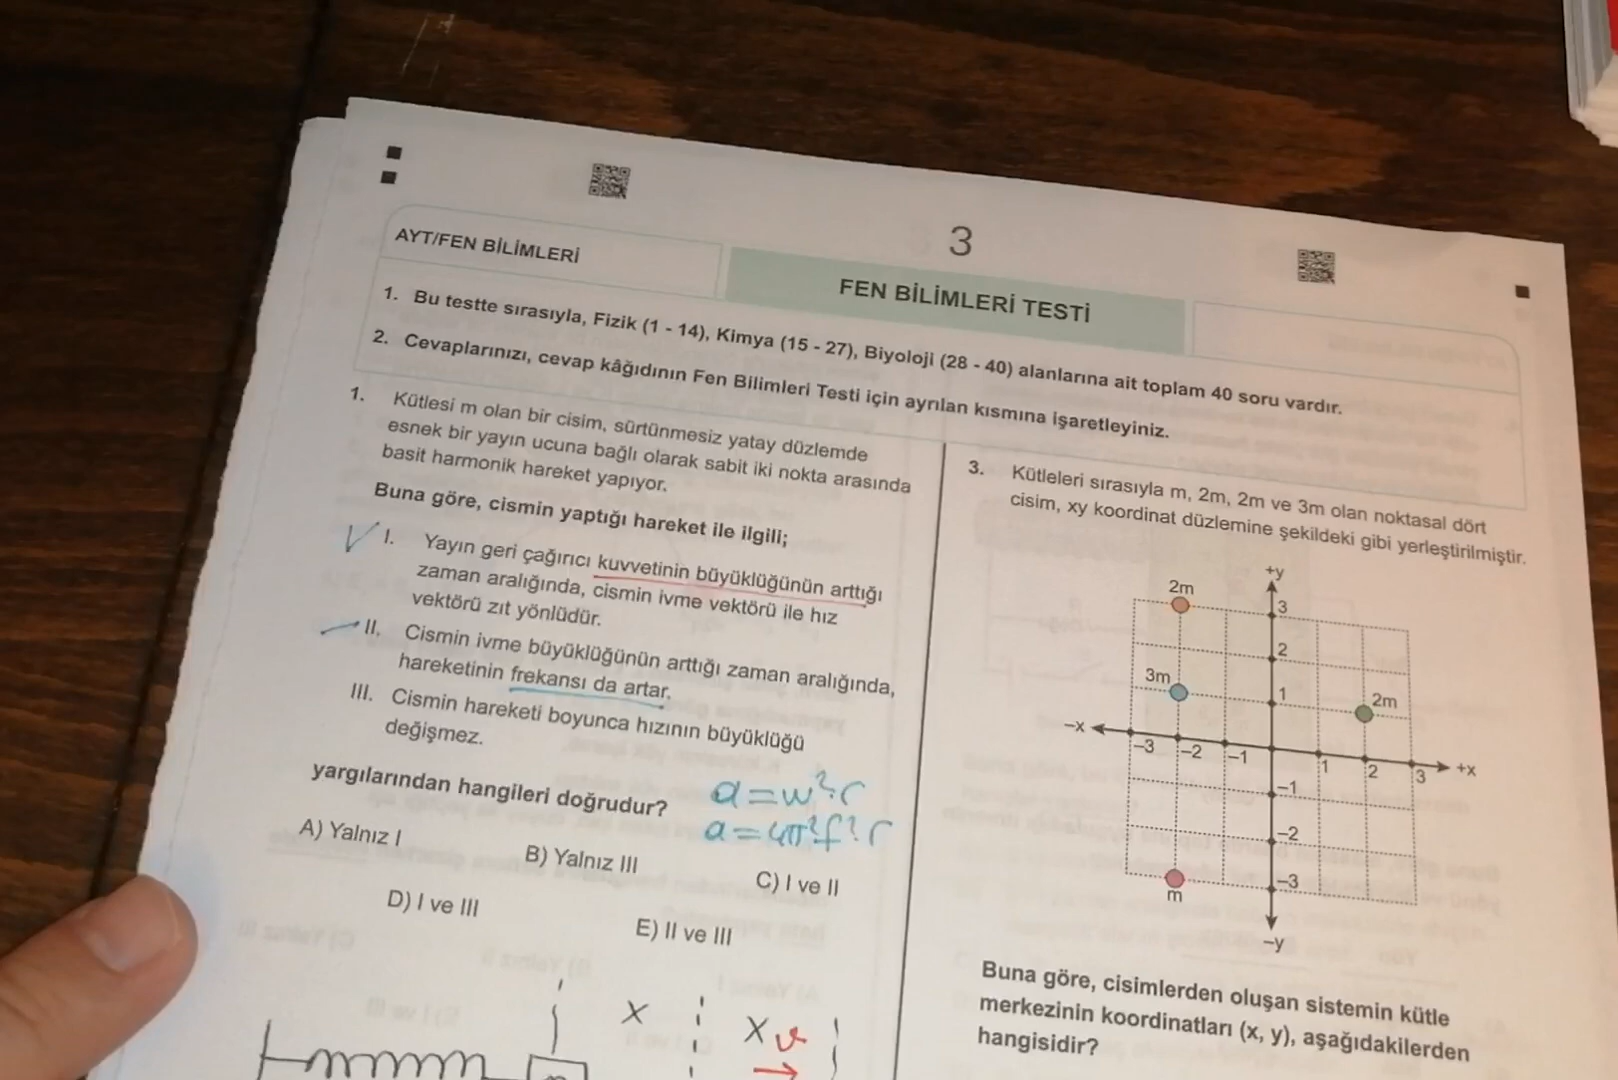 3
AYT/FEN BİLİMLERİ
FEN BİLİMLERİ TESTİ
1. Bu testte sırasıyla, Fizik (1 - 14), Kimya (15 - 27), Biyoloji (28 - 40) alanlarına ait toplam 40 soru vardır.
2. Cevaplarınızı, cevap kâğıdının Fen Bilimleri Testi için ayrılan kısmına işaretleyiniz.
1. Kütlesi m olan bir cisim, sürtünmesiz yatay düzlemde
esnek bir yayın ucuna bağlı olarak sabit iki nokta arasında
basit harmonik hareket yapıyor.
Buna göre, cismin yaptığı hareket ile ilgili;
I. Yayın geri çağırıcı kuvvetinin büyüklüğünün arttığı
zaman aralığında, cismin ivme vektörü ile hız
vektörü zıt yönlüdür.
II. Cismin ivme büyüklüğünün arttığı zaman aralığında,
hareketinin frekansı da artar.
III. Cismin hareketi boyunca hızının büyüklüğü
değişmez.
yargılarından hangileri doğrudur?
a=w².r
a=4π².f².r
A) Yalnız I
B) Yalnız III
C) I ve II
D) I ve III
E) II ve III
x
x
v
3. Kütleleri sırasıyla m, 2m, 2m ve 3m olan noktasal dört
cisim, xy koordinat düzlemine şekildeki gibi yerleştirilmiştir.
+y
2m
3
2
3m
1
2m
-x
-3
-2
-1
1
2
3
+x
-1
-2
-3
m
-y
Buna göre, cisimlerden oluşan sistemin kütle
merkezinin koordinatları (x, y), aşağıdakilerden
hangisidir?